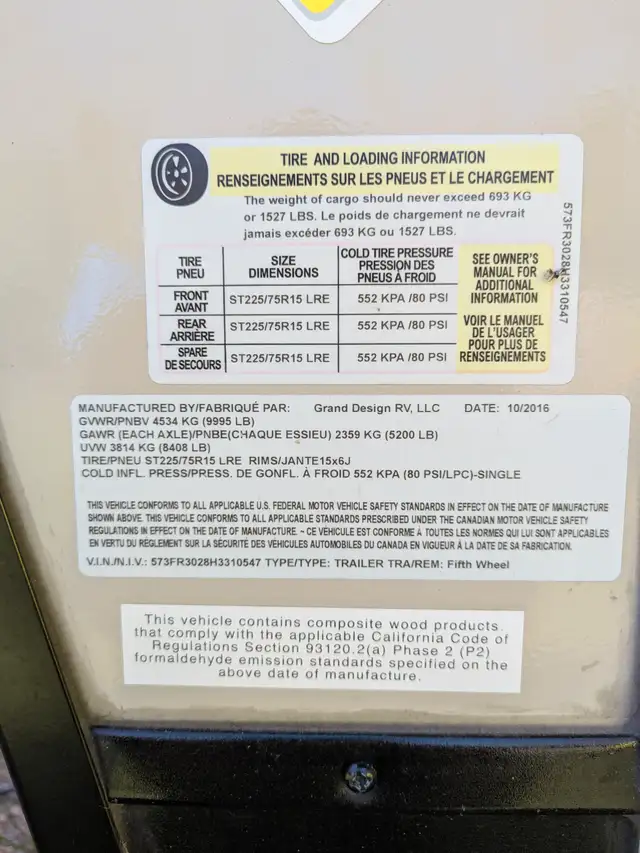 TIRE AND LOADING INFORMATION
RENSEIGNEMENTS SUR LES PNEUS ET LE CHARGEMENT
The weight of cargo should never exceed 693 KG
or 1527 LBS. Le poids de chargement ne devrait
jamais excéder 693 KG ou 1527 LBS.
TIRE
PNEU
SIZE
DIMENSIONS
COLD TIRE PRESSURE
PRESSION DES
PNEUS À FROID
FRONT
AVANT
ST225/75R15 LRE
552 KPA /80 PSI
REAR
ARRIÈRE
ST225/75R15 LRE
552 KPA /80 PSI
SPARE
DE SECOURS
ST225/75R15 LRE
552 KPA /80 PSI
SEE OWNER'S
MANUAL FOR
ADDITIONAL
INFORMATION
VOIR LE MANUEL
DE L'USAGER
POUR PLUS DE
RENSEIGNEMENTS
573FR3028H3310547
MANUFACTURED BY/FABRIQUÉ PAR: Grand Design RV, LLC DATE: 10/2016
GVWR/PNBV 4534 KG (9995 LB)
GAWR (EACH AXLE)/PNBE(CHAQUE ESSIEU) 2359 KG (5200 LB)
UVW 3814 KG (8408 LB)
TIRE/PNEU ST225/75R15 LRE RIMS/JANTE15x6J
COLD INFL. PRESS/PRESS. DE GONFL. À FROID 552 KPA (80 PSI/LPC)-SINGLE
THIS VEHICLE CONFORMS TO ALL APPLICABLE U.S. FEDERAL MOTOR VEHICLE SAFETY STANDARDS IN EFFECT ON THE DATE OF MANUFACTURE
SHOWN ABOVE. THIS VEHICLE CONFORMS TO ALL APPLICABLE STANDARDS PRESCRIBED UNDER THE CANADIAN MOTOR VEHICLE SAFETY
REGULATIONS IN EFFECT ON THE DATE OF MANUFACTURE. ~ CE VÉHICULE EST CONFORME A TOUTES LES NORMES QUI LUI SONT APPLICABLES
EN VERTU DU RÈGLEMENT SUR LA SÉCURITÉ DES VÉHICULES AUTOMOBILES DU CANADA EN VIGUEUR À LA DATE DE SA FABRICATION.
V.I.N./N.I.V.: 573FR3028H3310547 TYPE/TYPE: TRAILER TRA/REM: Fifth Wheel
This vehicle contains composite wood products
that comply with the applicable California Code of
Regulations Section 93120.2(a) Phase 2 (P2)
formaldehyde emission standards specified on the
above date of manufacture.